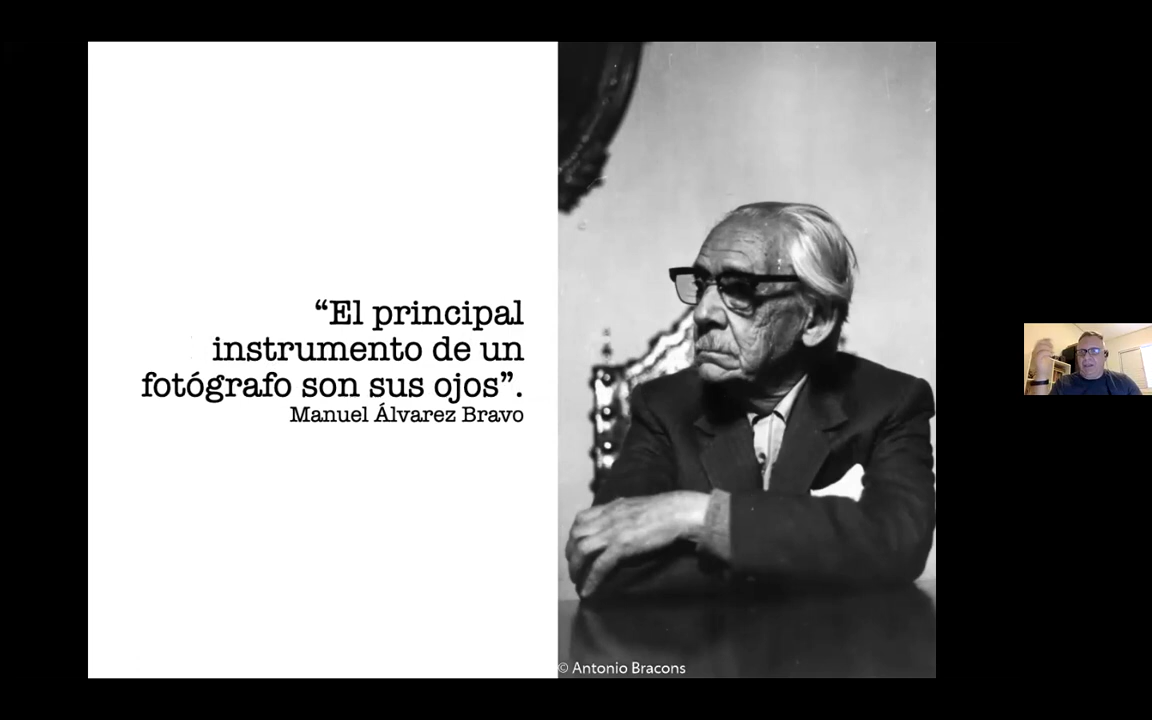 “El principal
instrumento de un
fotógrafo son sus ojos”.
Manuel Álvarez Bravo
© Antonio Bracons